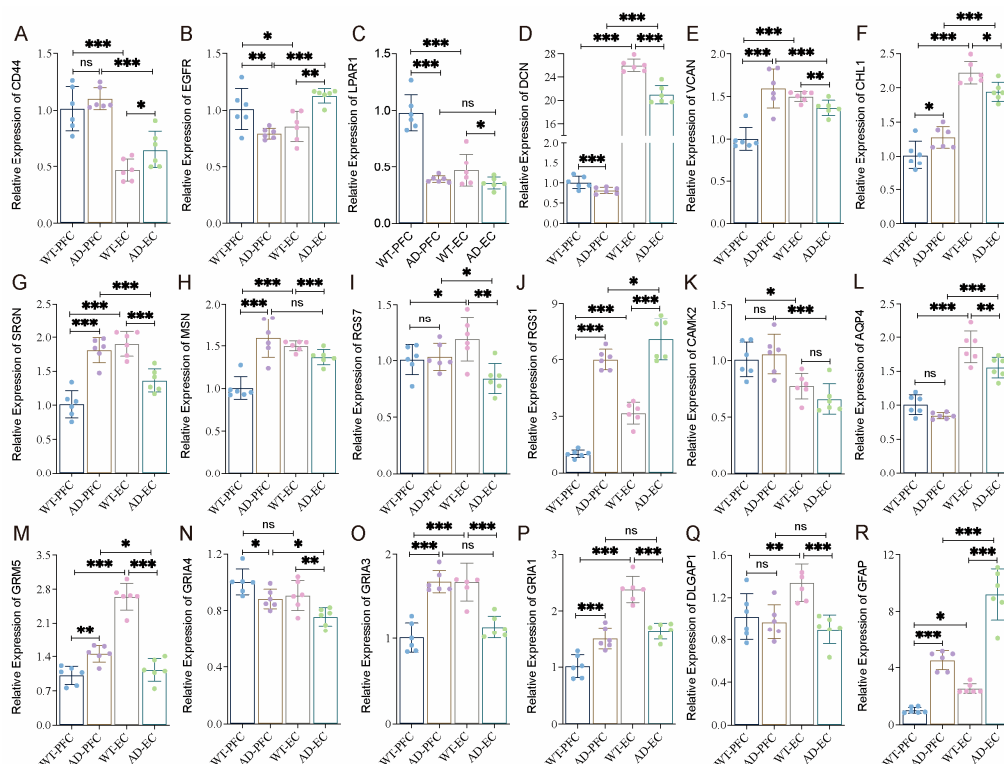 A
Relative Expression of CD44
1.5
1.0
0.5
0.0
***
ns
***
*
WT-PFC
AD-PFC
WT-EC
AD-EC
B
Relative Expression of EGFR
1.5
1.0
0.5
0.0
*
**
***
**
WT-PFC
AD-PFC
WT-EC
AD-EC
C
Relative Expression of LPAR1
1.5
1.0
0.5
0.0
***
***
ns
*
WT-PFC
AD-PFC
WT-EC
AD-EC
D
Relative Expression of DCN
28
***
***
***
***
WT-PFC
AD-PFC
WT-EC
AD-EC
E
Relative Expression of VCAN
2.0
1.5
1.0
0.5
0.0
***
***
***
**
WT-PFC
AD-PFC
WT-EC
AD-EC
F
Relative Expression of CHL1
2.5
2.0
1.5
1.0
0.5
0.0
***
***
*
*
WT-PFC
AD-PFC
WT-EC
AD-EC
G
Relative Expression of SRGN
2.5
2.0
1.5
1.0
0.5
0.0
***
***
***
***
WT-PFC
AD-PFC
WT-EC
AD-EC
H
Relative Expression of MSN
2.0
1.5
1.0
0.5
0.0
***
***
***
ns
WT-PFC
AD-PFC
WT-EC
AD-EC
I
Relative Expression of RGS7
1.5
1.0
0.5
0.0
*
*
**
ns
WT-PFC
AD-PFC
WT-EC
AD-EC
J
Relative Expression of RGS1
9
6
3
0
*
***
***
***
WT-PFC
AD-PFC
WT-EC
AD-EC
K
Relative Expression of CAMK2
1.5
1.0
0.5
0.0
*
ns
***
ns
WT-PFC
AD-PFC
WT-EC
AD-EC
L
Relative Expression of AQP4
2.5
2.0
1.5
1.0
0.5
0.0
***
***
**
ns
WT-PFC
AD-PFC
WT-EC
AD-EC
M
Relative Expression of GRIM5
3.5
2.8
2.1
1.4
0.7
0.0
*
***
***
**
WT-PFC
AD-PFC
WT-EC
AD-EC
N
Relative Expression of GRIA4
1.5
1.0
0.5
0.0
ns
*
*
**
WT-PFC
AD-PFC
WT-EC
AD-EC
O
Relative Expression of GRIA3
2
1
0
***
***
***
ns
WT-PFC
AD-PFC
WT-EC
AD-EC
P
Relative Expression of GRIA1
3
2
1
0
ns
***
***
***
WT-PFC
AD-PFC
WT-EC
AD-EC
Q
Relative Expression of DLGAP1
1.5
1.2
0.9
0.6
0.3
0.0
ns
**
***
ns
WT-PFC
AD-PFC
WT-EC
AD-EC
R
Relative Expression of GFAP
12
8
4
0
***
***
*
***
WT-PFC
AD-PFC
WT-EC
AD-EC